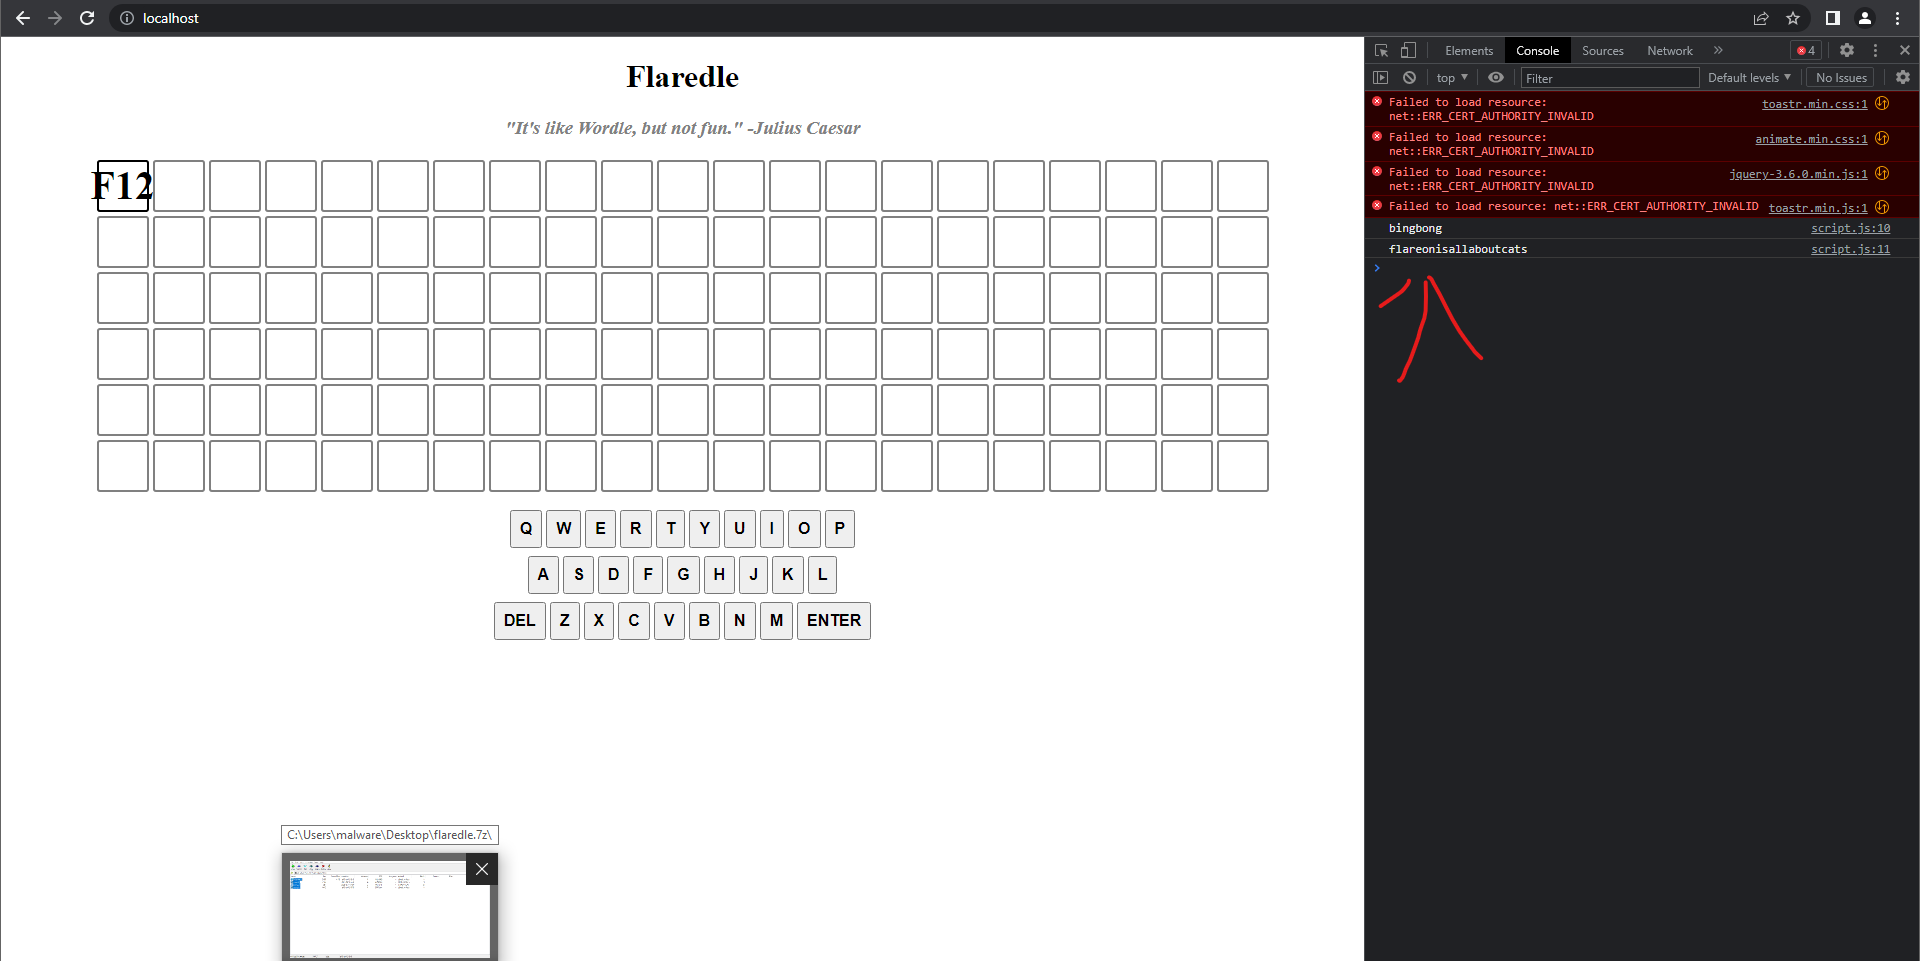 localhost
Flaredle
"It's like Wordle, but not fun." -Julius Caesar
F12
Q W E R T Y U I O P
A S D F G H J K L
DEL Z X C V B N M ENTER
C:\Users\malware\Desktop\flaredle.7z\
Elements Console Sources Network » 4
top ▼ Filter Default levels ▼ No Issues
Failed to load resource: toastr.min.css:1
net::ERR_CERT_AUTHORITY_INVALID
Failed to load resource: animate.min.css:1
net::ERR_CERT_AUTHORITY_INVALID
Failed to load resource: jquery-3.6.0.min.js:1
net::ERR_CERT_AUTHORITY_INVALID
Failed to load resource: net::ERR_CERT_AUTHORITY_INVALID toastr.min.js:1
bingbong script.js:10
flareonisallaboutcats script.js:11